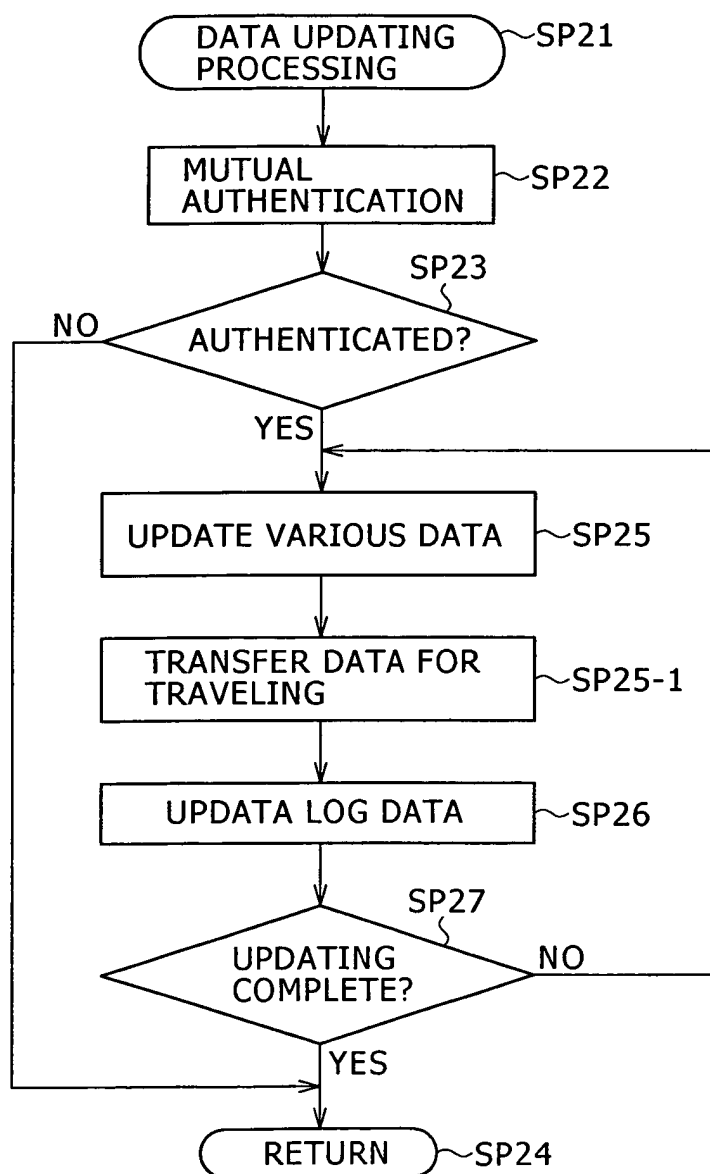 DATA UPDATING
PROCESSING
SP21
MUTUAL
AUTHENTICATION
SP22
SP23
NO
AUTHENTICATED?
YES
UPDATE VARIOUS DATA
SP25
TRANSFER DATA FOR
TRAVELING
SP25-1
UPDATA LOG DATA
SP26
SP27
UPDATING
COMPLETE?
NO
YES
RETURN
SP24